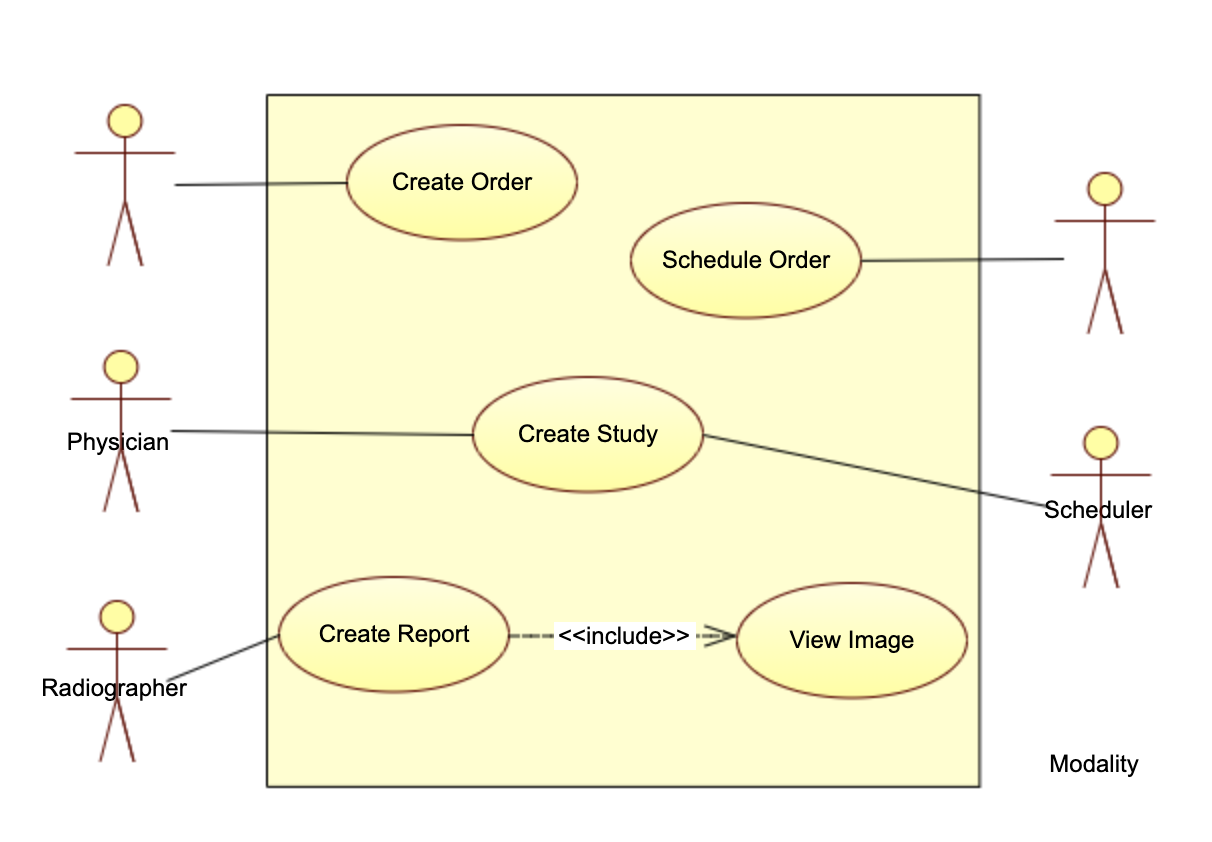 Create Order
Schedule Order
Physician
Create Study
Scheduler
Create Report
<<include>>
View Image
Radiographer
Modality